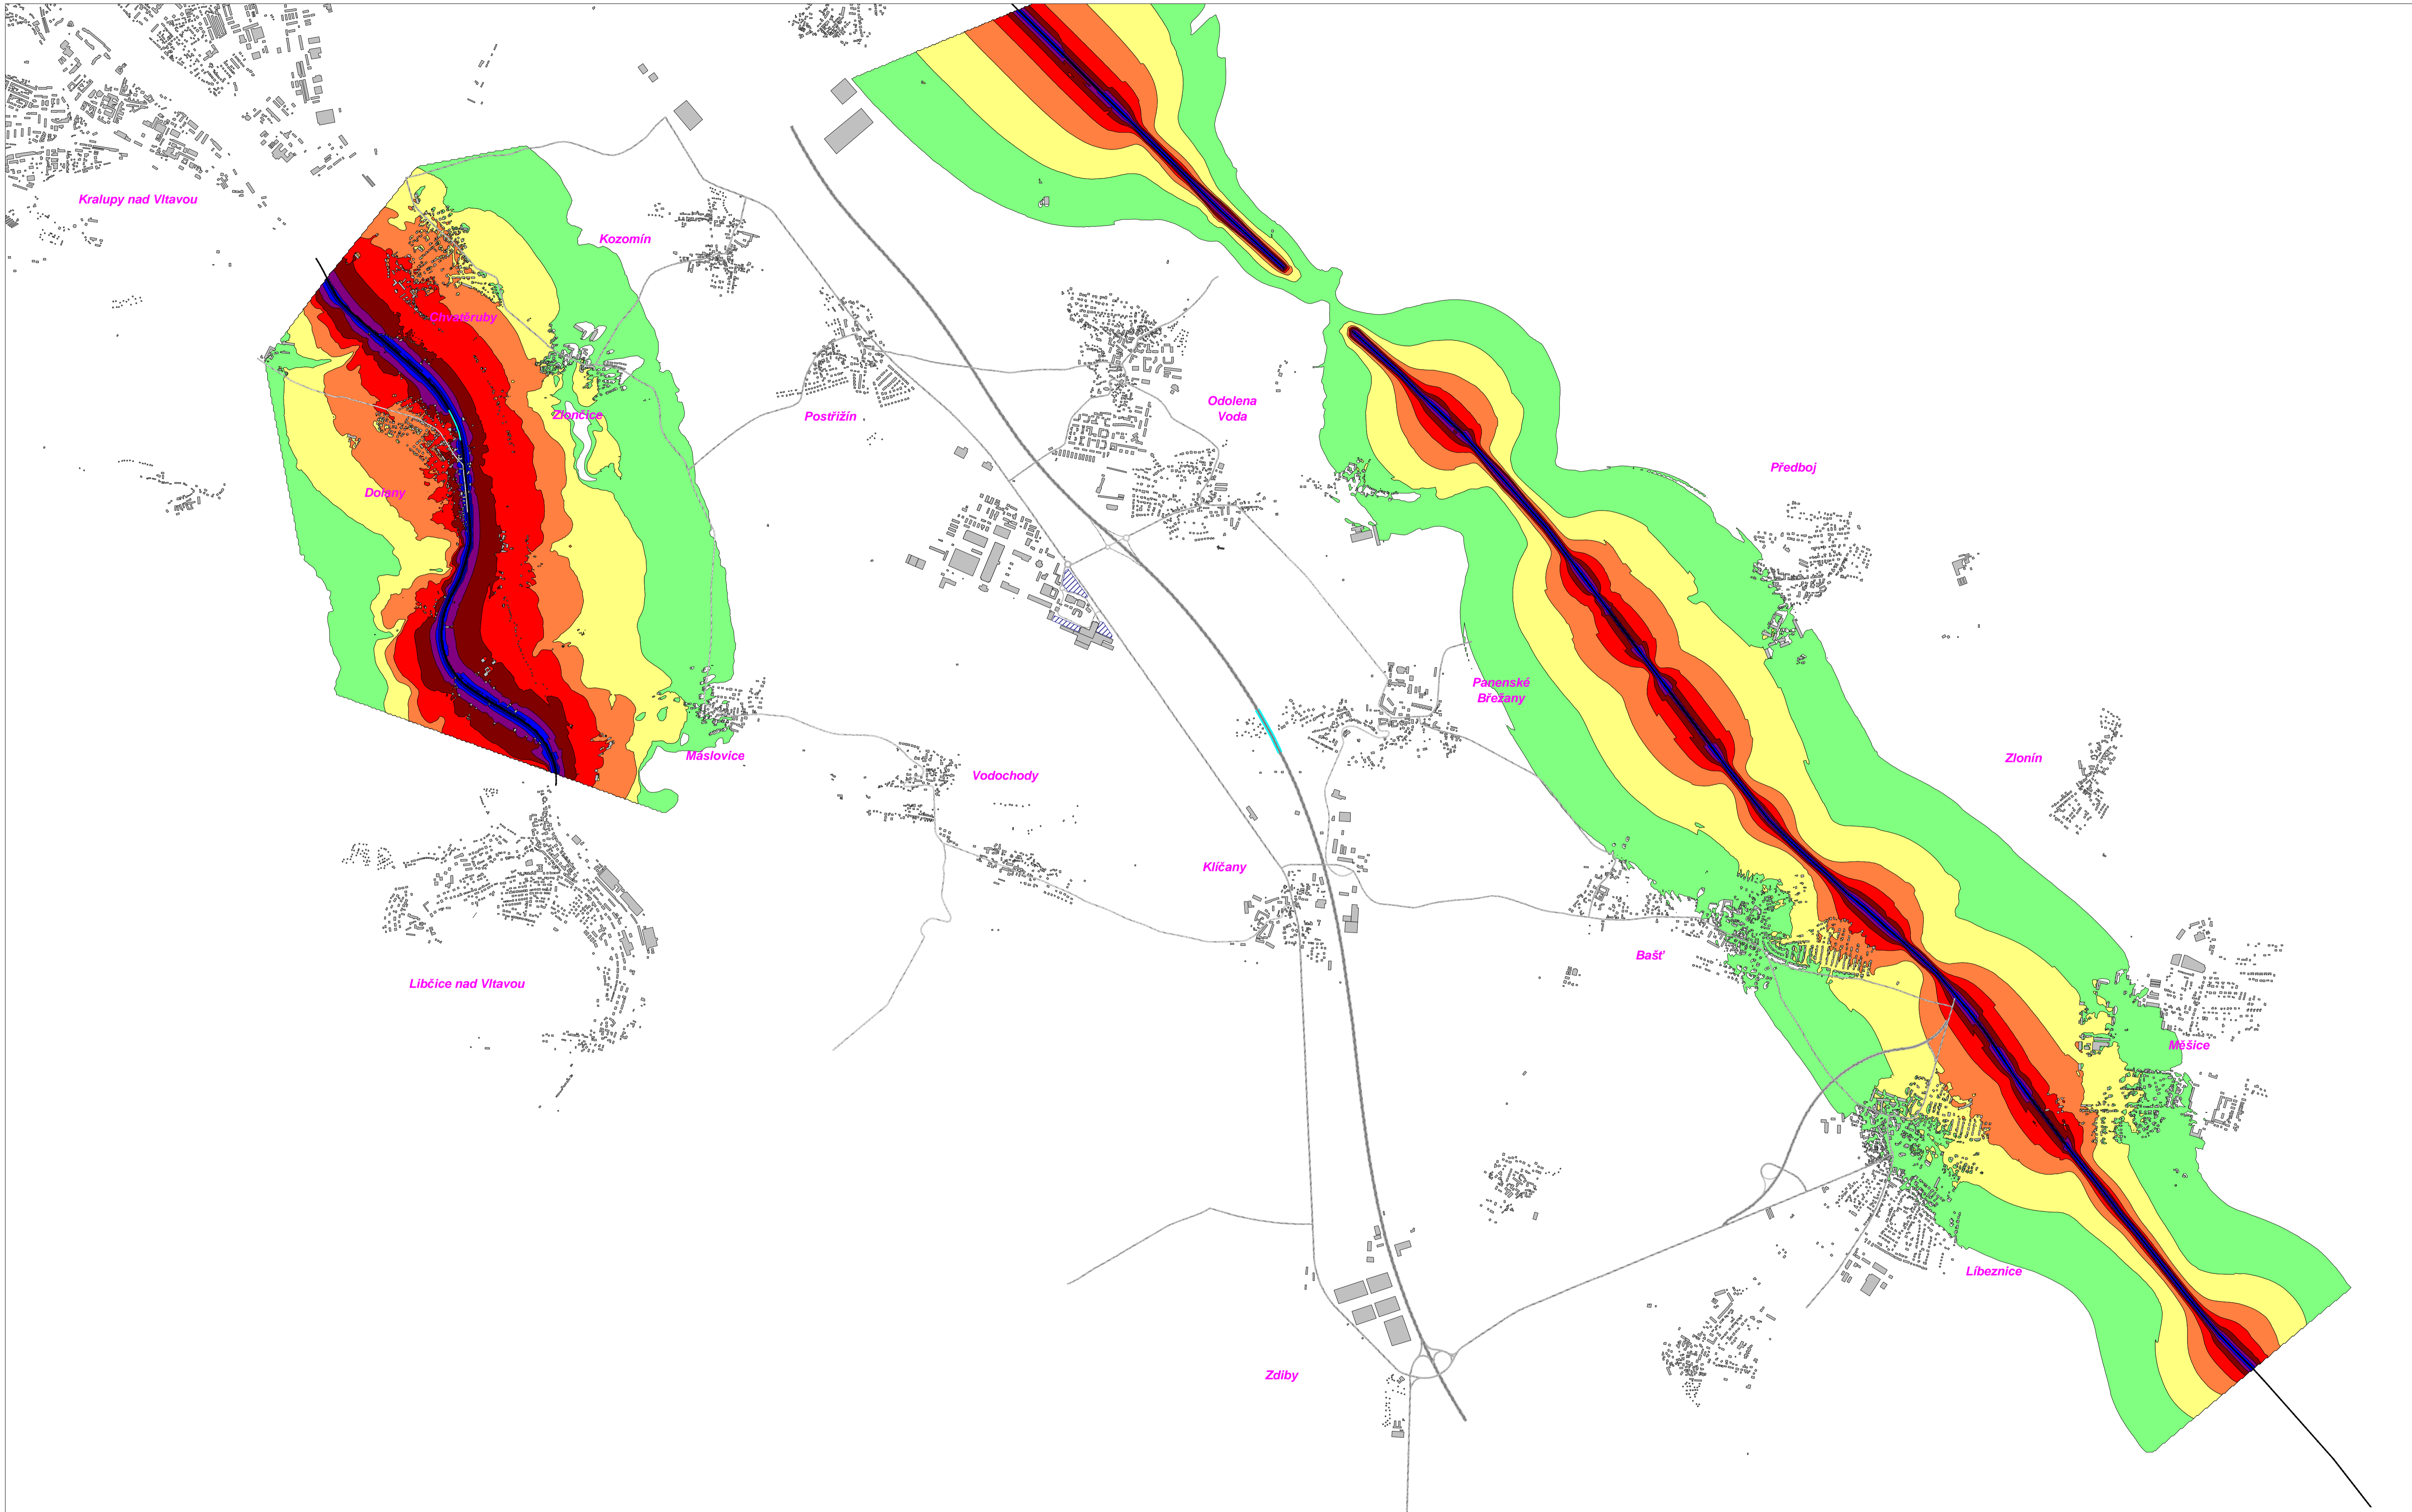 Kralupy nad Vltavou
Kozomín
Chvatěruby
Zlončice
Postřižín
Odolena
Voda
Předboj
Dolany
Panenské
Břežany
Máslovice
Vodochody
Zlonín
Klíčany
Bašť
Libčice nad Vltavou
Měšice
Líbeznice
Zdiby